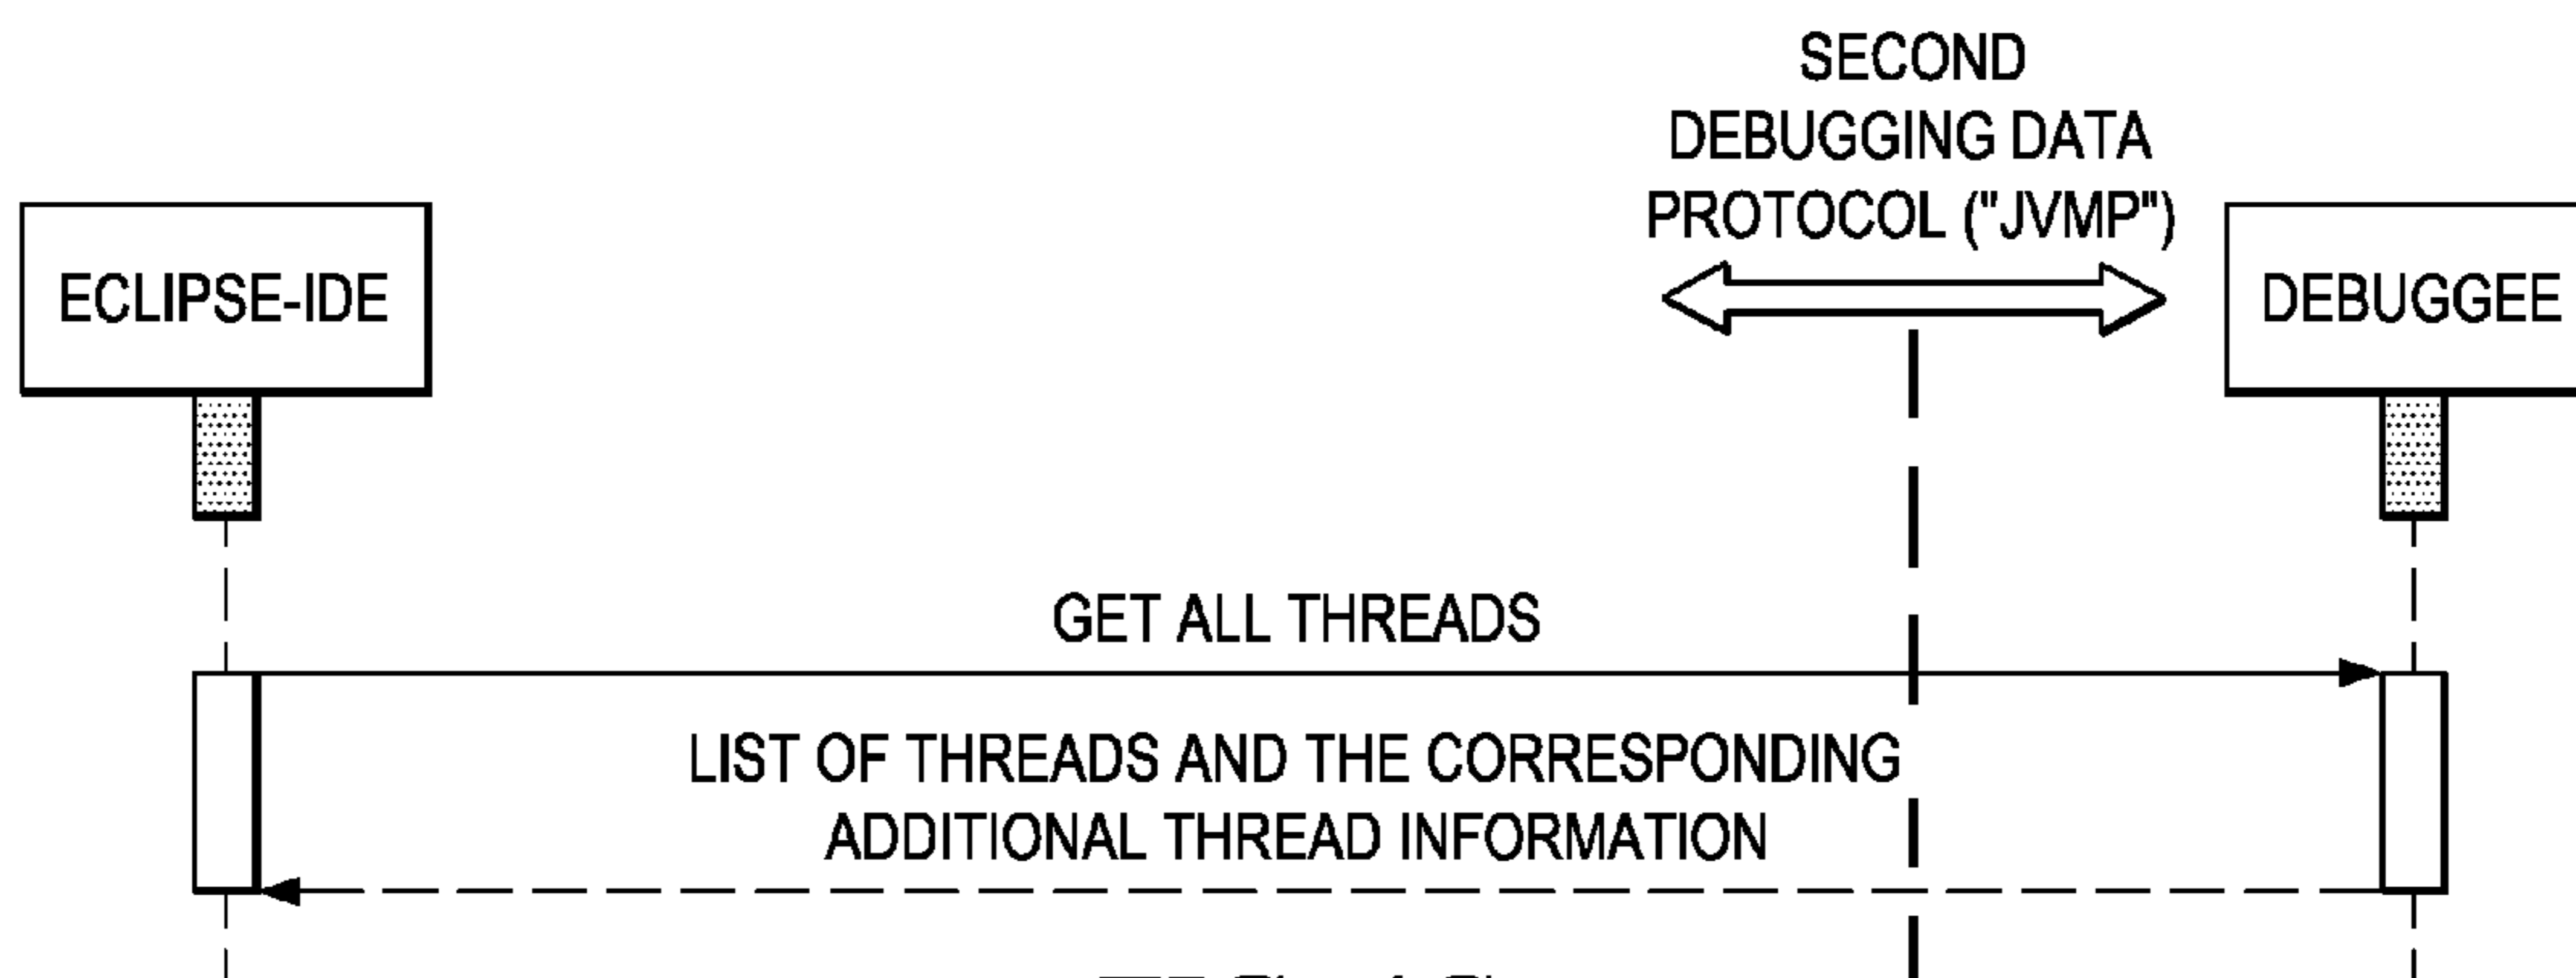 SECOND
DEBUGGING DATA
PROTOCOL ("JVMP")
ECLIPSE-IDE
DEBUGGEE
GET ALL THREADS
LIST OF THREADS AND THE CORRESPONDING
ADDITIONAL THREAD INFORMATION